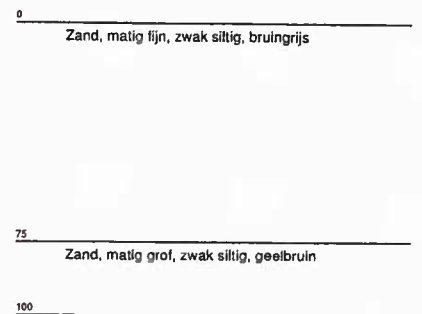 0
Zand, matig fijn, zwak siltig, bruingrijs
75
Zand, matig grof, zwak siltig, geelbruin
100